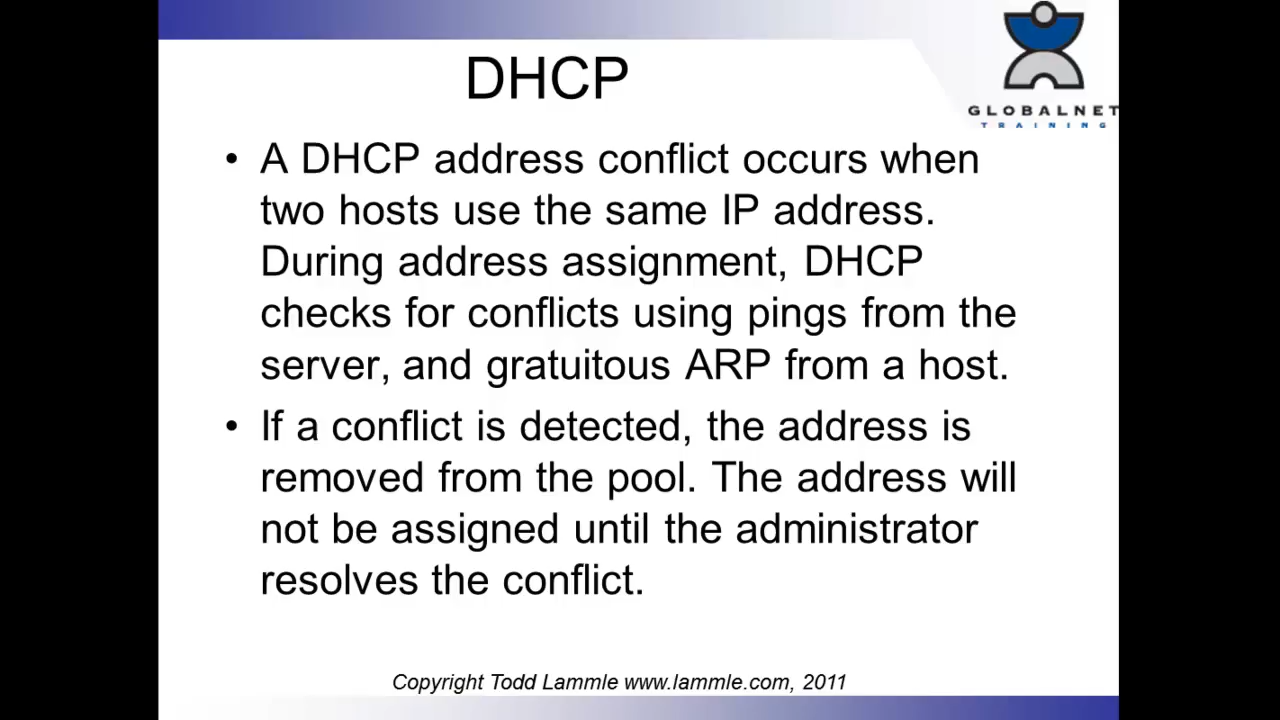 DHCP
GLOBALNET
TRAINING
• A DHCP address conflict occurs when
two hosts use the same IP address.
During address assignment, DHCP
checks for conflicts using pings from the
server, and gratuitous ARP from a host.
• If a conflict is detected, the address is
removed from the pool. The address will
not be assigned until the administrator
resolves the conflict.
Copyright Todd Lammle www.lammle.com, 2011